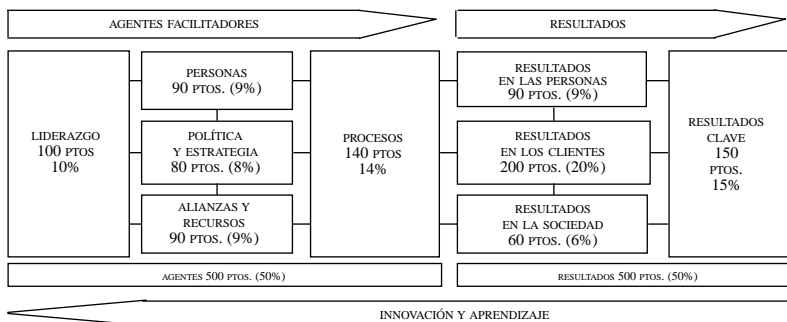 AGENTES FACILITADORES
RESULTADOS
LIDERAZGO
100 PTOS
10%
PERSONAS
90 PTOS. (9%)
POLÍTICA
Y ESTRATEGIA
80 PTOS. (8%)
ALIANZAS Y
RECURSOS
90 PTOS. (9%)
PROCESOS
140 PTOS
14%
RESULTADOS
EN LAS PERSONAS
90 PTOS. (9%)
RESULTADOS
EN LOS CLIENTES
200 PTOS. (20%)
RESULTADOS
EN LA SOCIEDAD
60 PTOS. (6%)
RESULTADOS
CLAVE
150
PTOS.
15%
AGENTES 500 PTOS. (50%)
RESULTADOS 500 PTOS. (50%)
INNOVACIÓN Y APRENDIZAJE